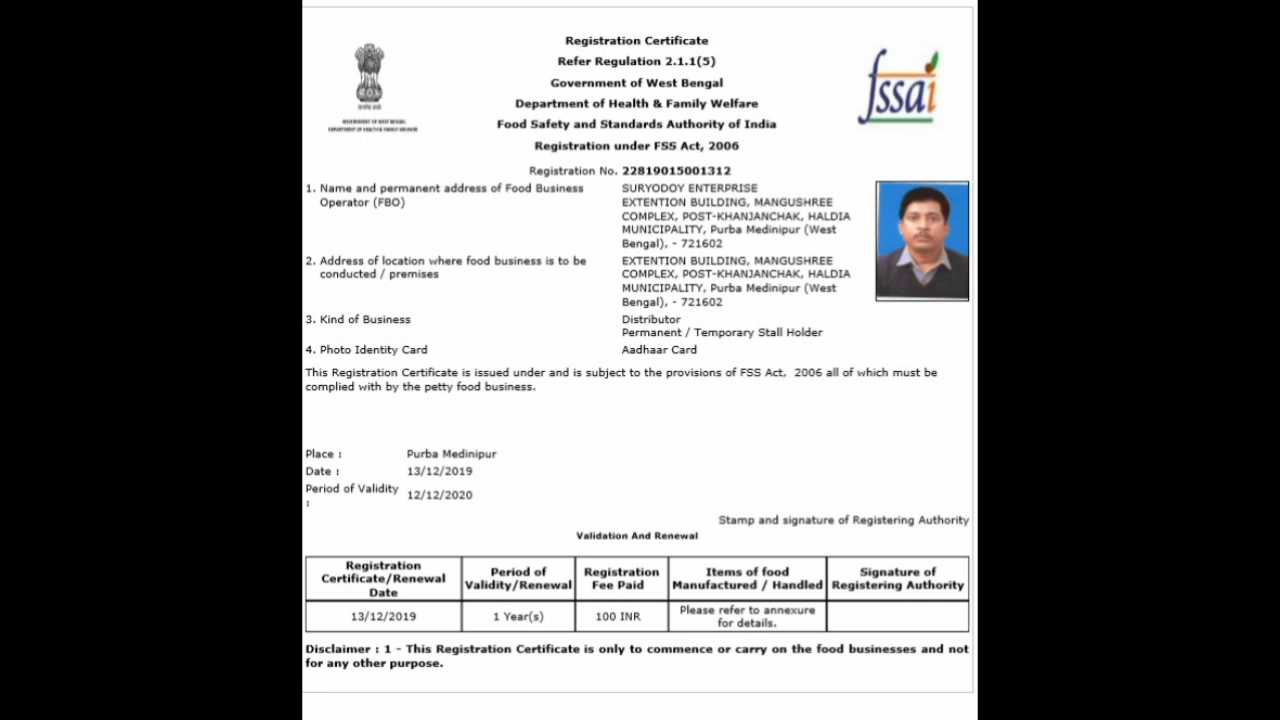 Registration Certificate
Refer Regulation 2.1.1(5)
Government of West Bengal
Department of Health & Family Welfare
Food Safety and Standards Authority of India
Registration under FSS Act, 2006
GOVERNMENT OF WEST BENGAL
DEPARTMENT OF HEALTH & FAMILY WELFARE
fssai
Registration No. 22819015001312
1. Name and permanent address of Food Business
Operator (FBO)
SURYODOY ENTERPRISE
EXTENTION BUILDING, MANGUSHREE
COMPLEX, POST-KHANJANCHAK, HALDIA
MUNICIPALITY, Purba Medinipur (West
Bengal), - 721602
2. Address of location where food business is to be
conducted / premises
EXTENTION BUILDING, MANGUSHREE
COMPLEX, POST-KHANJANCHAK, HALDIA
MUNICIPALITY, Purba Medinipur (West
Bengal), - 721602
3. Kind of Business
Distributor
Permanent / Temporary Stall Holder
4. Photo Identity Card
Aadhaar Card
This Registration Certificate is issued under and is subject to the provisions of FSS Act, 2006 all of which must be
complied with by the petty food business.
Place : Purba Medinipur
Date : 13/12/2019
Period of Validity : 12/12/2020
Stamp and signature of Registering Authority
Validation And Renewal
Registration Certificate/Renewal Date
Period of Validity/Renewal
Registration Fee Paid
Items of food Manufactured / Handled
Signature of Registering Authority
13/12/2019
1 Year(s)
100 INR
Please refer to annexure for details.
Disclaimer : 1 - This Registration Certificate is only to commence or carry on the food businesses and not
for any other purpose.